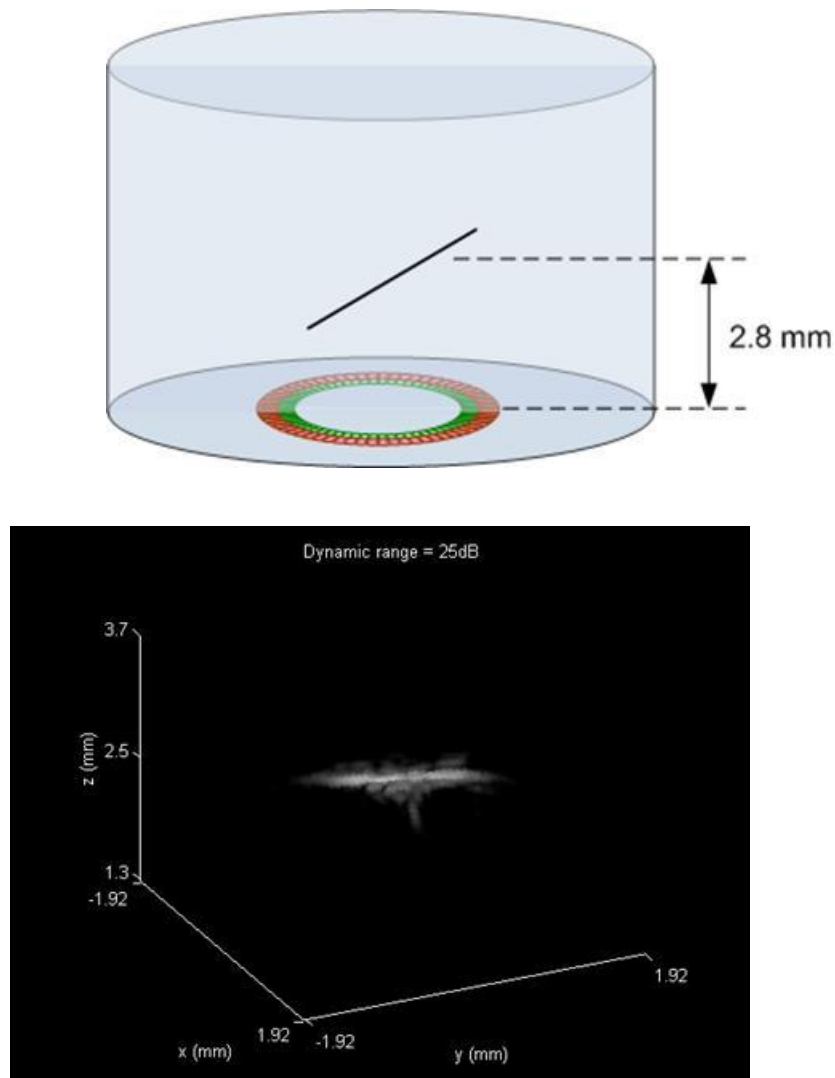 2.8 mm
Dynamic range = 25dB
3.7
2.5
z (mm)
1.3
-1.92
x (mm)
1.92
-1.92
y (mm)
1.92